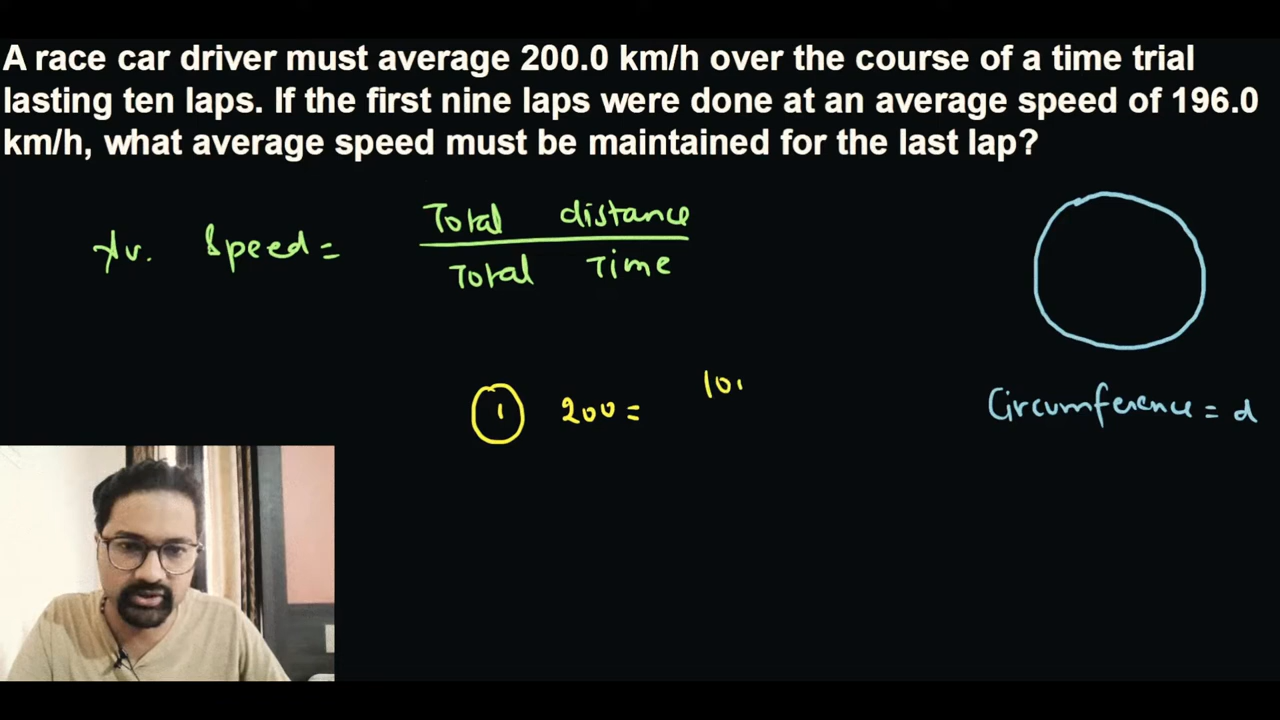 A race car driver must average 200.0 km/h over the course of a time trial
lasting ten laps. If the first nine laps were done at an average speed of 196.0
km/h, what average speed must be maintained for the last lap?
Av. Speed = Total distance
Total Time
1 200 = 10
Circumference = d